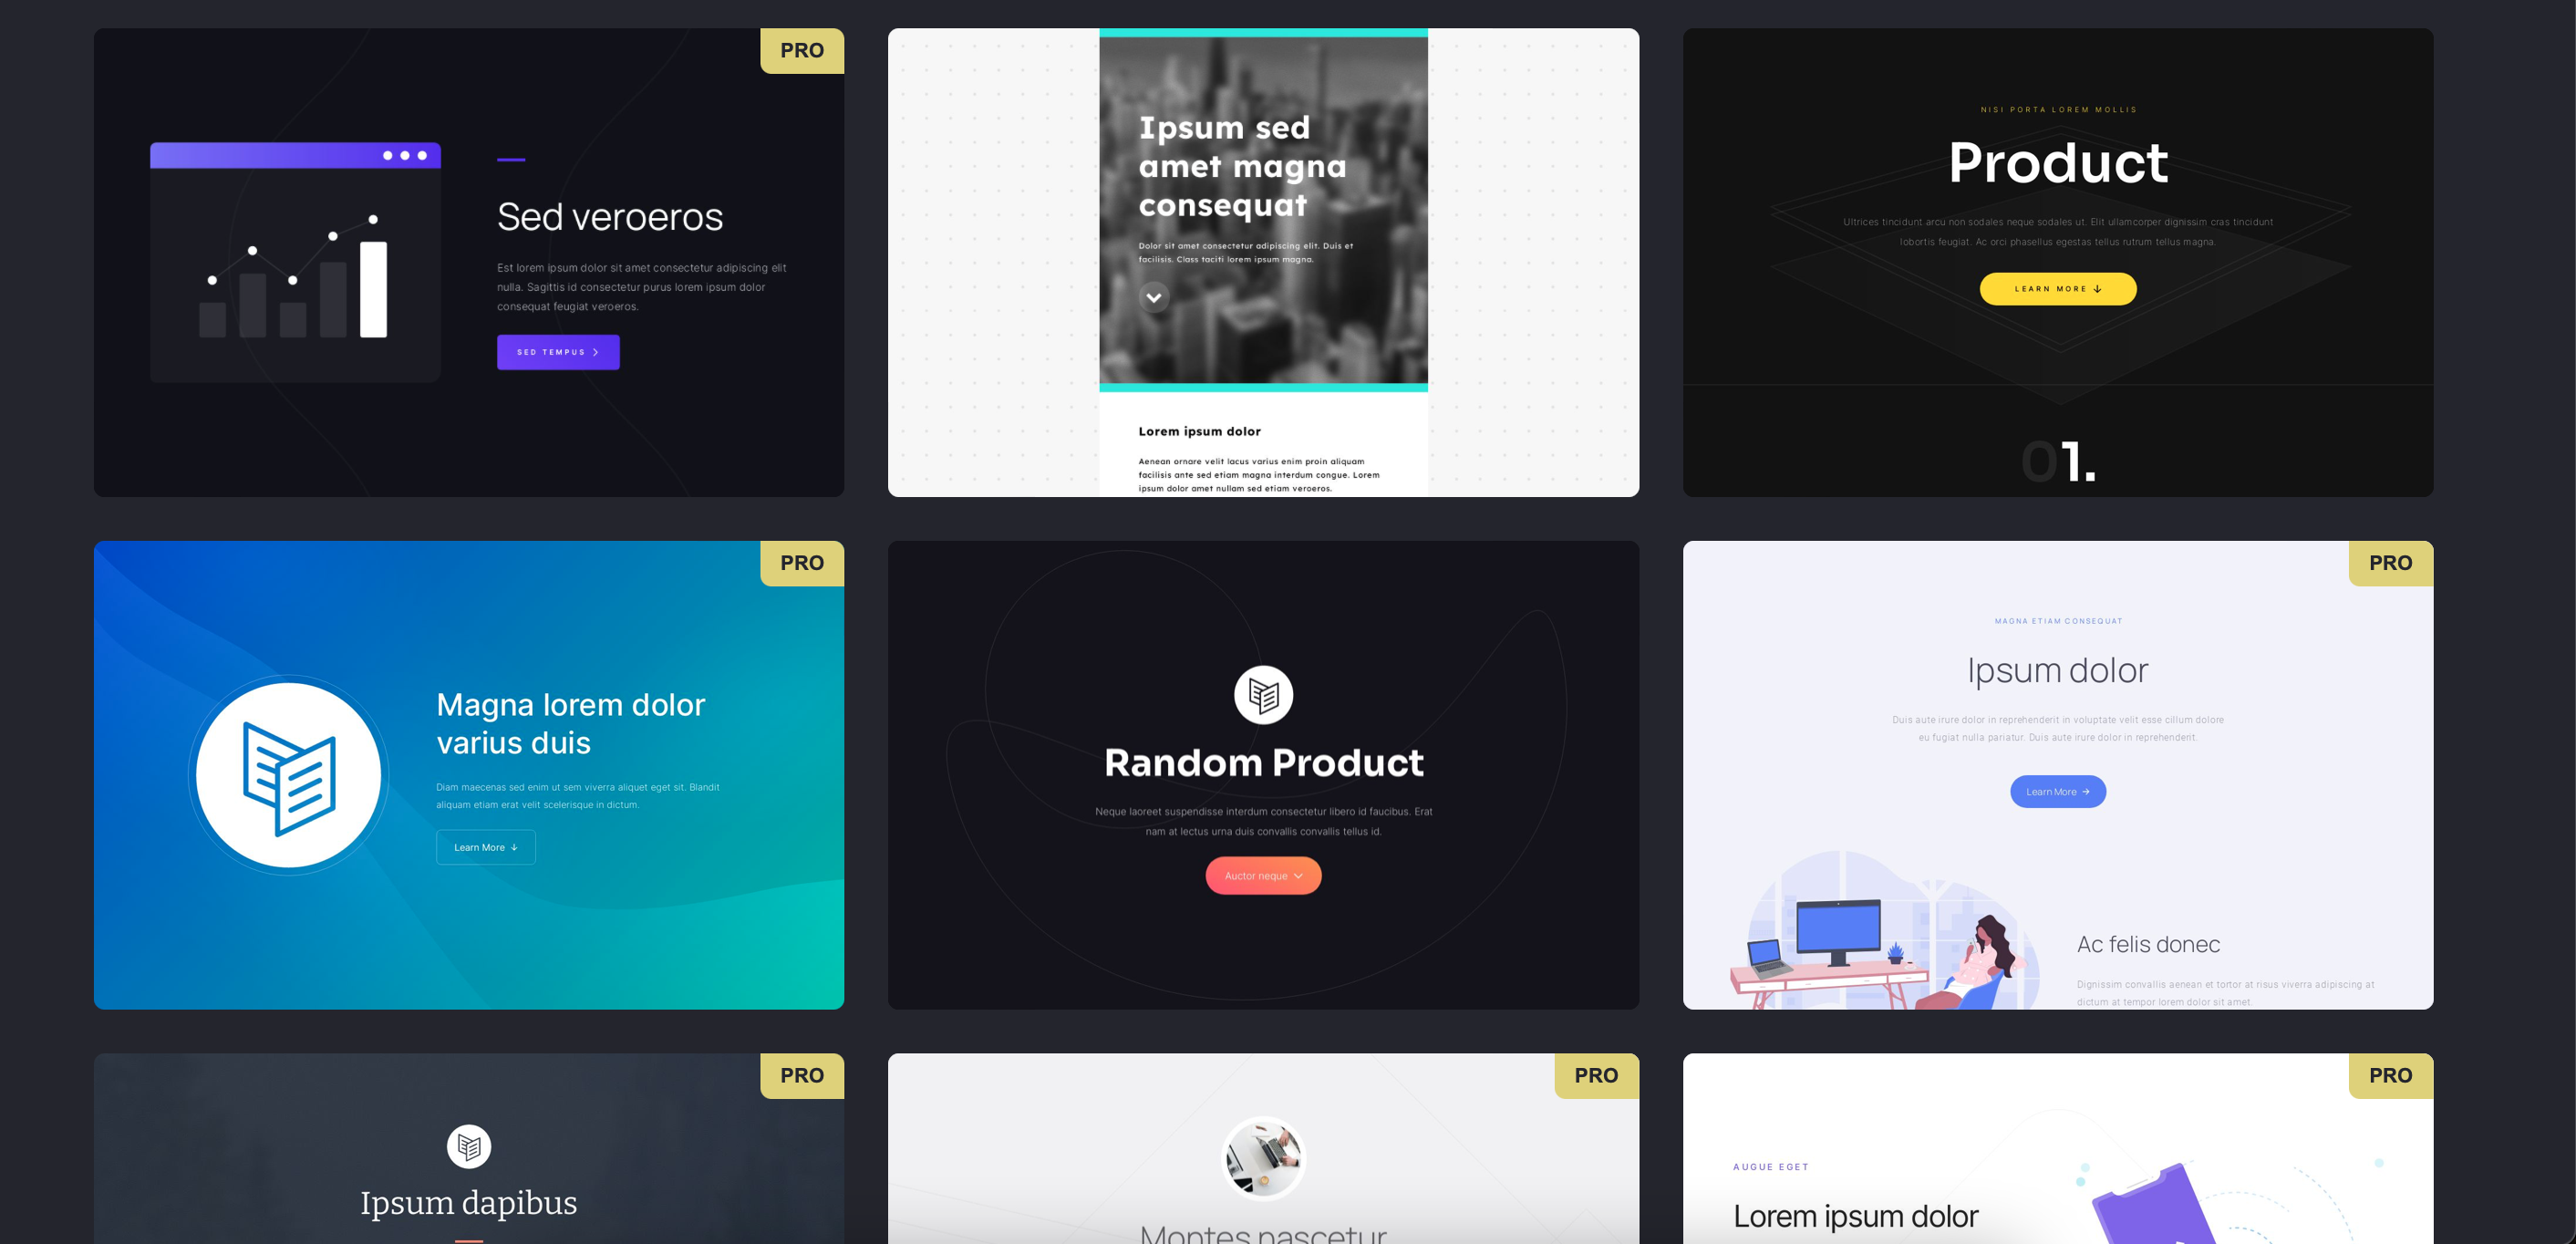 PRO
Sed veroeros
Est lorem ipsum dolor sit amet consectetur adipiscing elit
nulla. Sagittis id consectetur purus lorem ipsum dolor
consequat feugiat veroeros.
SED TEMPUS
Ipsum sed
amet magna
consequat
Dolor sit amet consectetur adipiscing elit. Duis et
facilisis. Class taciti lorem ipsum magna.
Lorem ipsum dolor
Aenean ornare velit lacus varius enim proin aliquam
facilisis ante sed etiam magna interdum congue. Lorem
ipsum dolor amet nullam sed etiam veroeros.
NISI PORTA LOREM MOLLIS
Product
Ultrices tincidunt arcu non sodales neque sodales ut. Elit ullamcorper dignissim cras tincidunt
lobortis feugiat. Ac orci phasellus egestas tellus rutrum tellus magna.
LEARN MORE
01.
PRO
Magna lorem dolor
varius duis
Diam maecenas sed enim ut sem viverra aliquet eget sit. Blandit
aliquam etiam erat velit scelerisque in dictum.
Learn More
Random Product
Neque laoreet suspendisse interdum consectetur libero id faucibus. Erat
nam at lectus urna duis convallis convallis tellus id.
Auctor neque
PRO
MAGNA ETIAM CONSEQUAT
Ipsum dolor
Duis aute irure dolor in reprehenderit in voluptate velit esse cillum dolore
eu fugiat nulla pariatur. Duis aute irure dolor in reprehenderit.
Learn More
Ac felis donec
Dignissim convallis aenean et tortor at risus viverra adipiscing at
dictum at tempor lorem dolor sit amet.
PRO
Ipsum dapibus
PRO
Montes nascetur
PRO
AUGUE EGET
Lorem ipsum dolor